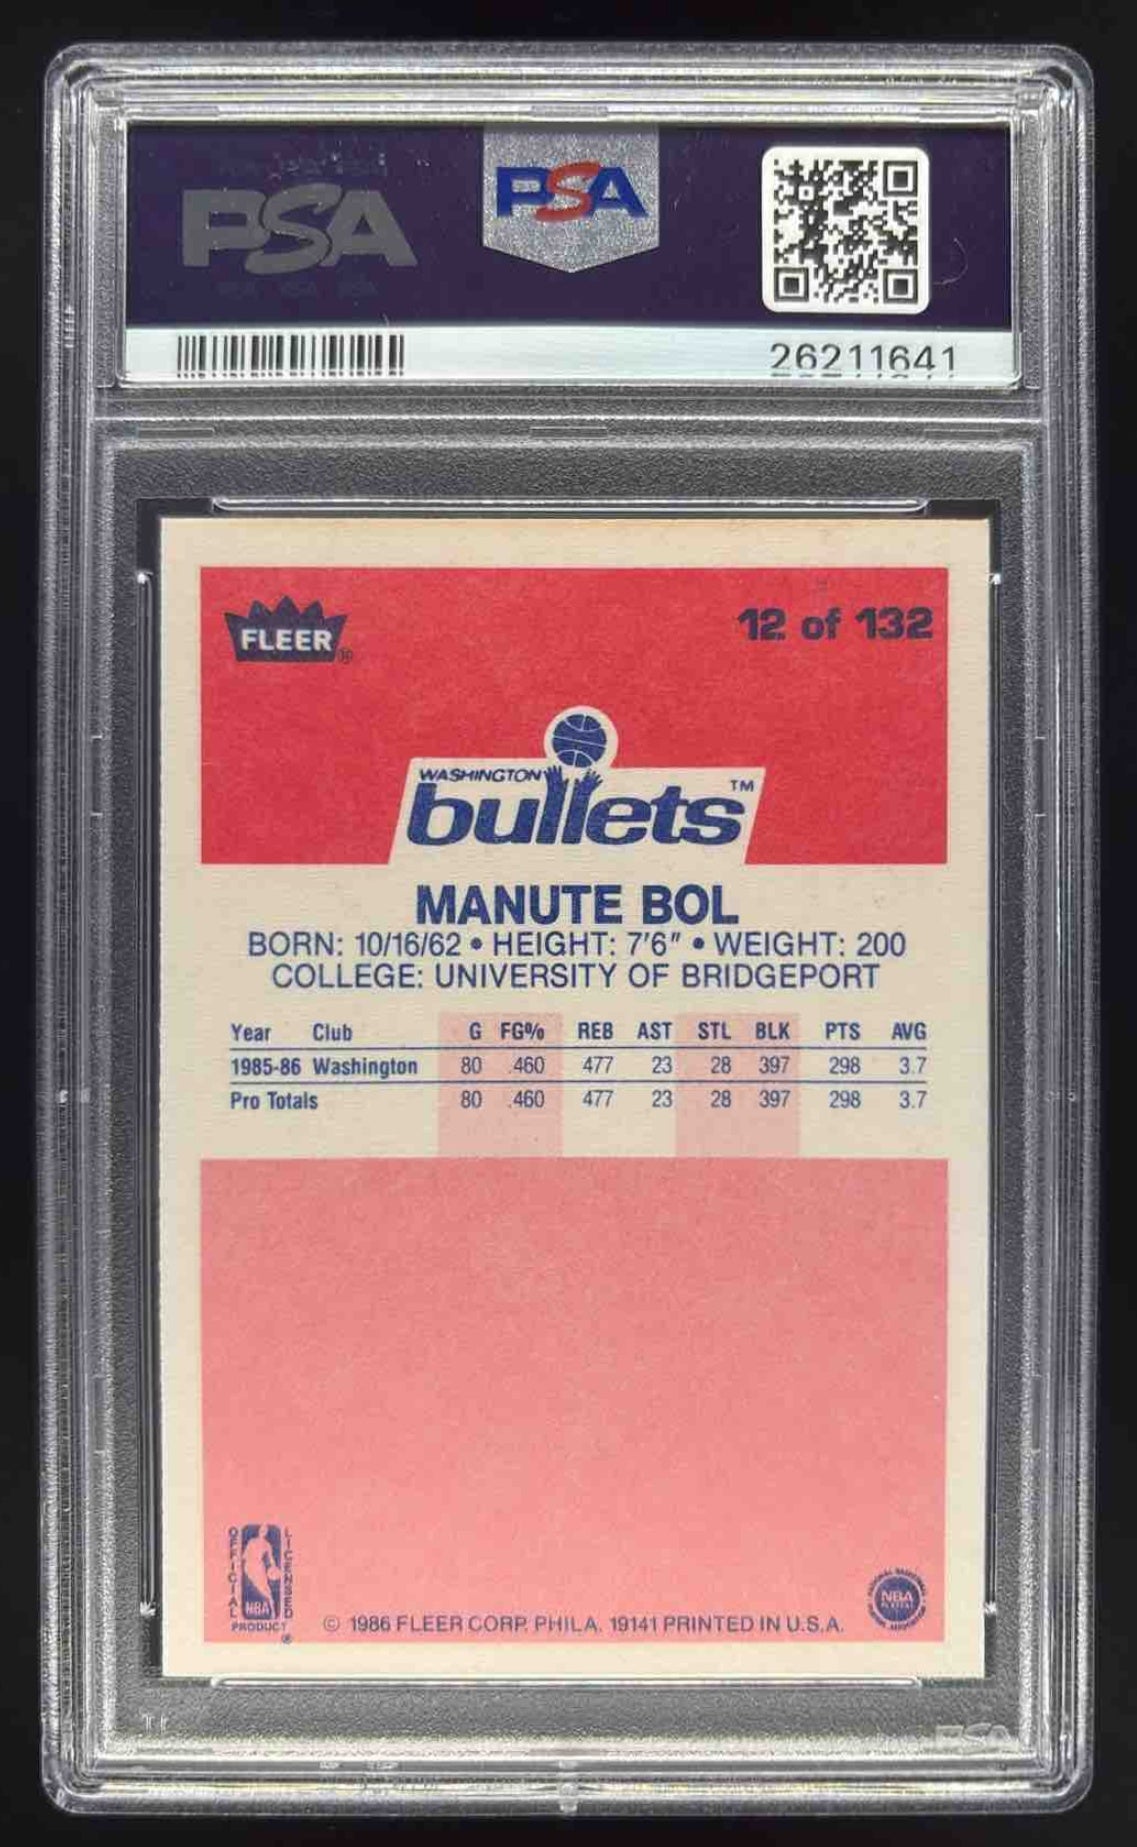 PSA
PSA
26211641
FLEER®
12 of 132
WASHINGTON
bullets™
MANUTE BOL
BORN: 10/16/62 • HEIGHT: 7'6" • WEIGHT: 200
COLLEGE: UNIVERSITY OF BRIDGEPORT
Year Club G FG% REB AST STL BLK PTS AVG
1985-86 Washington 80 .460 477 23 28 397 298 3.7
Pro Totals 80 .460 477 23 28 397 298 3.7
OFFICIAL LICENSED
NBA
PRODUCT
®
© 1986 FLEER CORP. PHILA. 19141 PRINTED IN U.S.A.
NBA
PSA